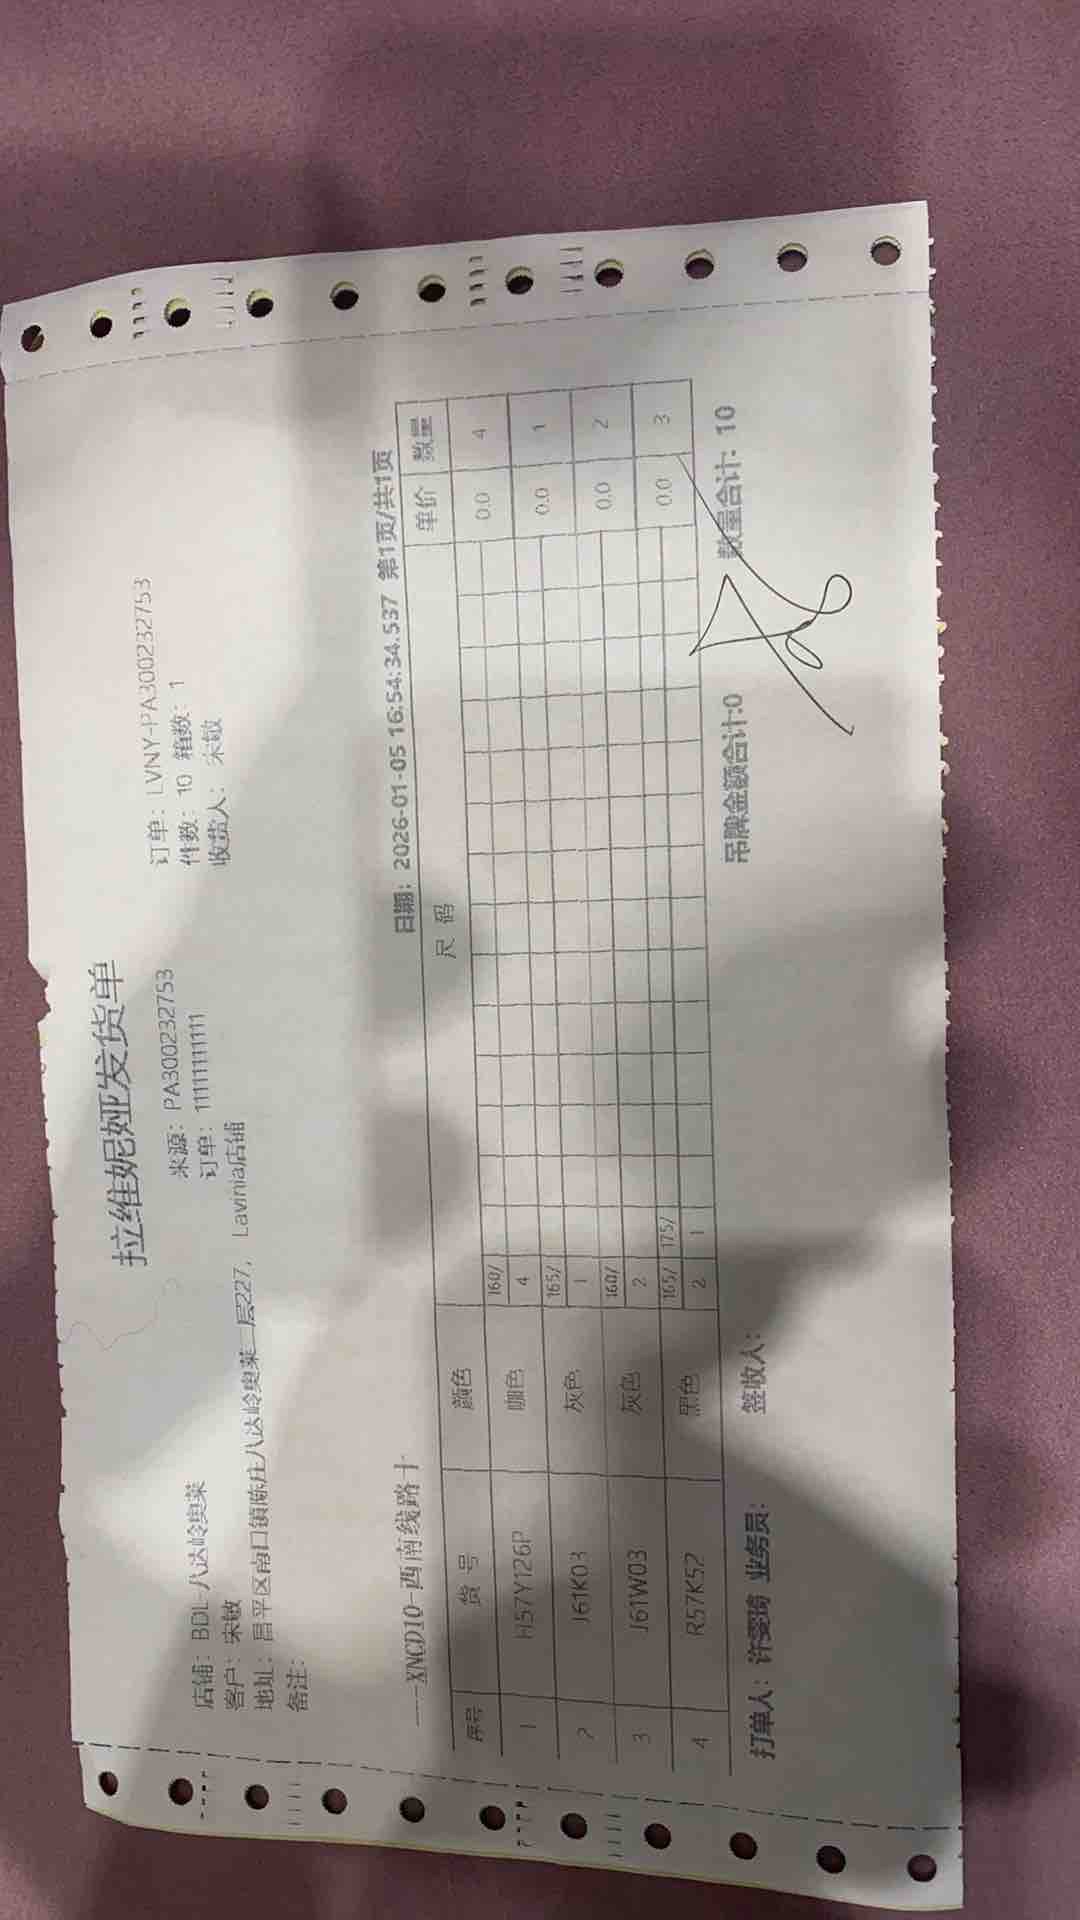 拉维妮娅发货单
店铺: BDL-八达岭奥莱 来源: PA300232753 订单: LVNY-PA300232753
客户: 宋敏 订单: 11111111111 件数: 10 箱数: 1
地址: 昌平区南口镇陈庄八达岭奥莱二层227, Lavinia店铺 收货人: 宋敏
备注:
---XNCD10-西南线路十 日期: 2026-01-05 16:54:34.537 第1页/共1页
序号 货 号 颜色 尺 码 单价 数量
160/
1 H57Y126P 咖色 4 0.0 4
165/
2 J61K03 灰色 1 0.0 1
160/
3 J61W03 灰色 2 0.0 2
165/ 175/
4 R57K52 黑色 2 1 0.0 3
打单人: 许雯琦 业务员: 签收人: 吊牌金额合计:0 数量合计: 10